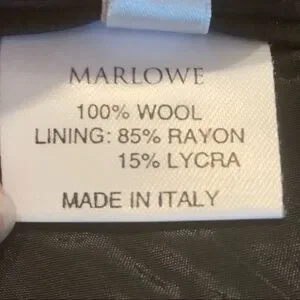 MARLOWE
100% WOOL
LINING: 85% RAYON
15% LYCRA
MADE IN ITALY